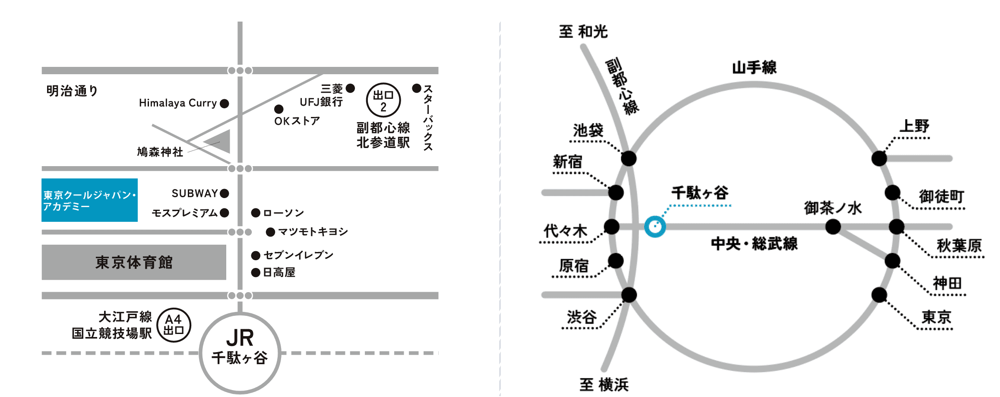 明治通り
Himalaya Curry
三菱
UFJ銀行
OKストア
出口
2
副都心線
北参道駅
スターバックス
鳩森神社
東京クールジャパン・
アカデミー
SUBWAY
モスプレミアム
ローソン
マツモトキヨシ
東京体育館
セブンイレブン
日高屋
大江戸線
国立競技場駅
A4
出口
JR
千駄ヶ谷
至 和光
副都心線
山手線
池袋
上野
新宿
千駄ヶ谷
御茶ノ水
御徒町
代々木
中央・総武線
秋葉原
原宿
神田
渋谷
東京
至 横浜